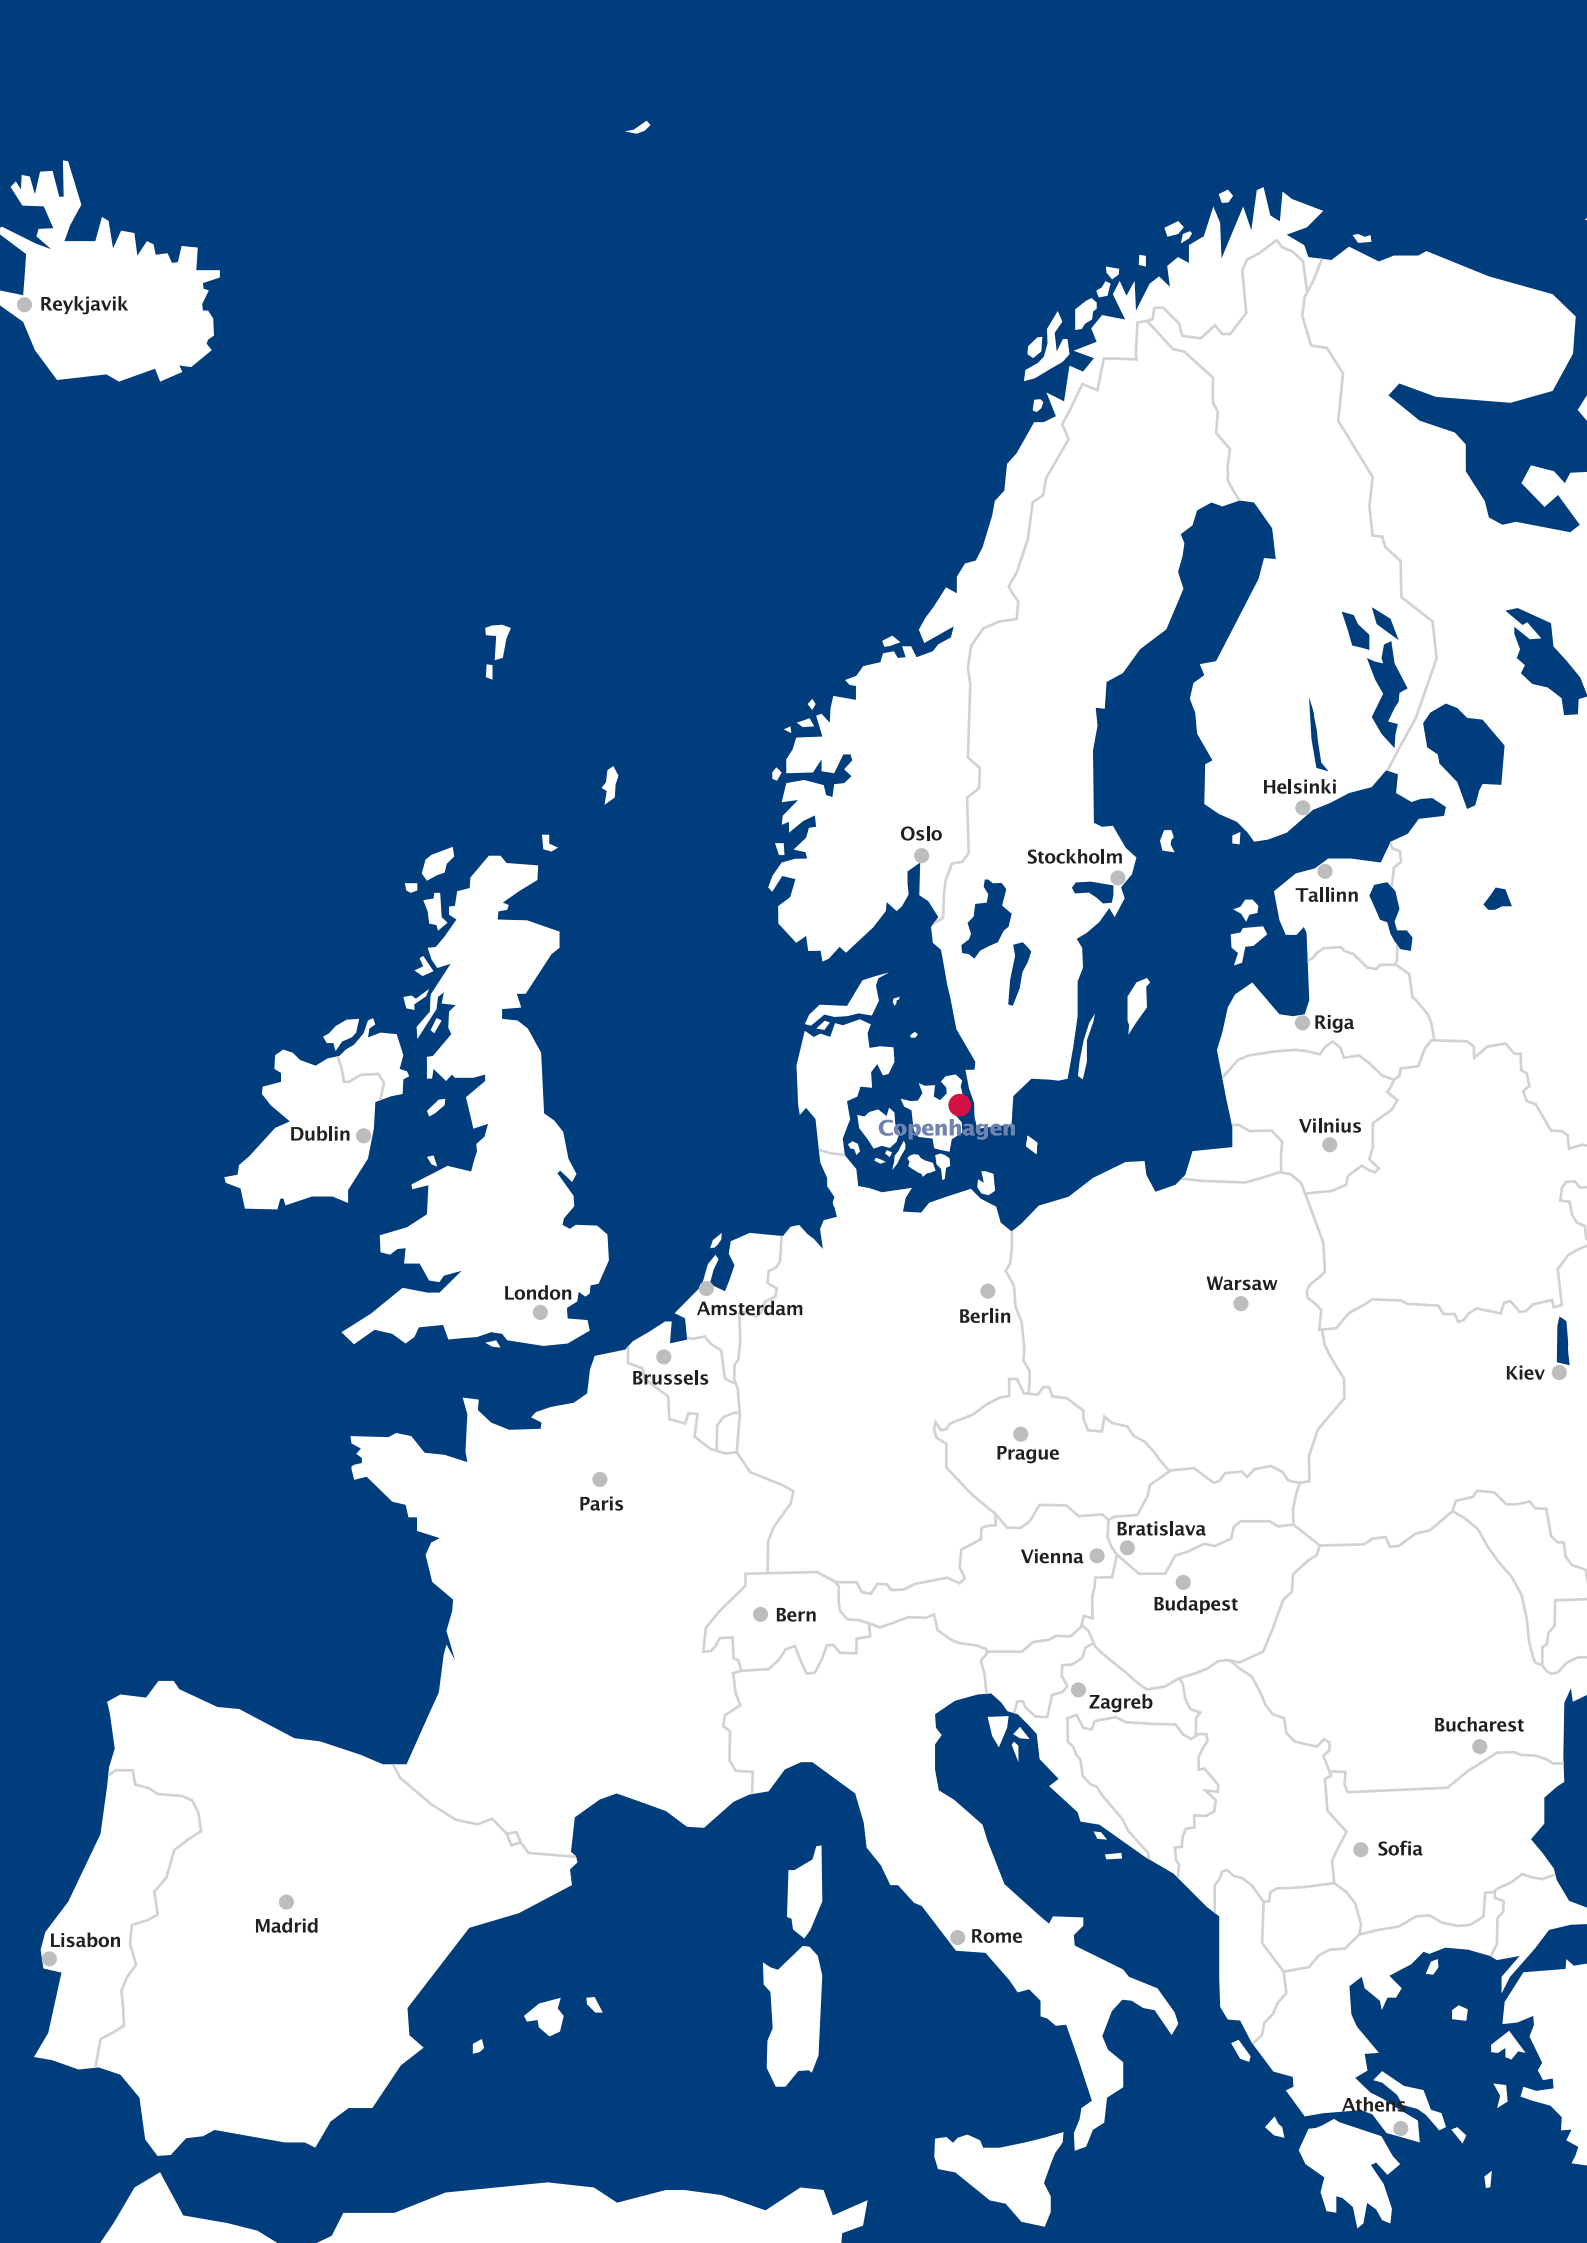 Reykjavik
Helsinki
Oslo
Stockholm
Tallinn
Riga
Copenhagen
Vilnius
Dublin
Warsaw
London
Amsterdam
Berlin
Kiev
Brussels
Prague
Paris
Bratislava
Vienna
Budapest
Bern
Zagreb
Bucharest
Sofia
Madrid
Rome
Lisabon
Athens